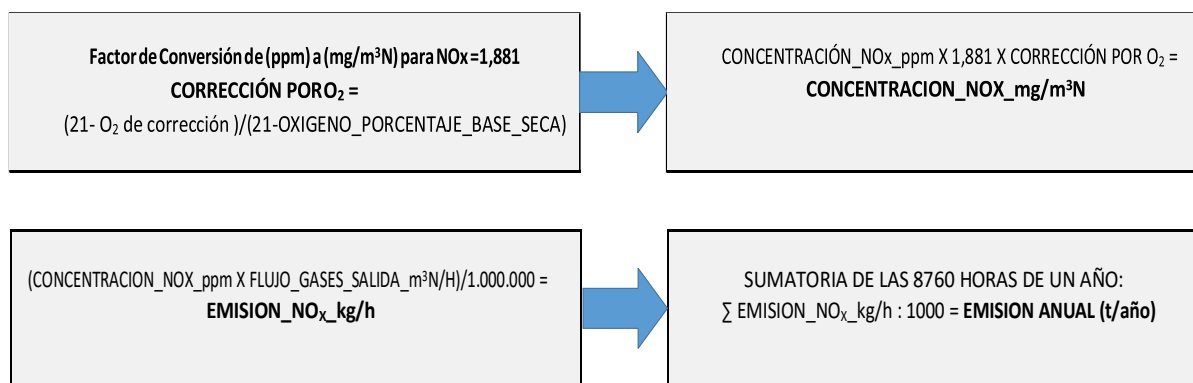 Factor de Conversión de (ppm) a (mg/m³N) para NOx =1,881
CORRECCIÓN POR O₂ =
(21- O₂ de corrección )/(21-OXIGENO_PORCENTAJE_BASE_SECA)
CONCENTRACIÓN_NOx_ppm X 1,881 X CORRECCIÓN POR O₂ =
CONCENTRACION_NOX_mg/m³N
(CONCENTRACION_NOX_ppm X FLUJO_GASES_SALIDA_m³N/H)/1.000.000 =
EMISION_NOₓ_kg/h
SUMATORIA DE LAS 8760 HORAS DE UN AÑO:
∑ EMISION_NOₓ_kg/h : 1000 = EMISION ANUAL (t/año)